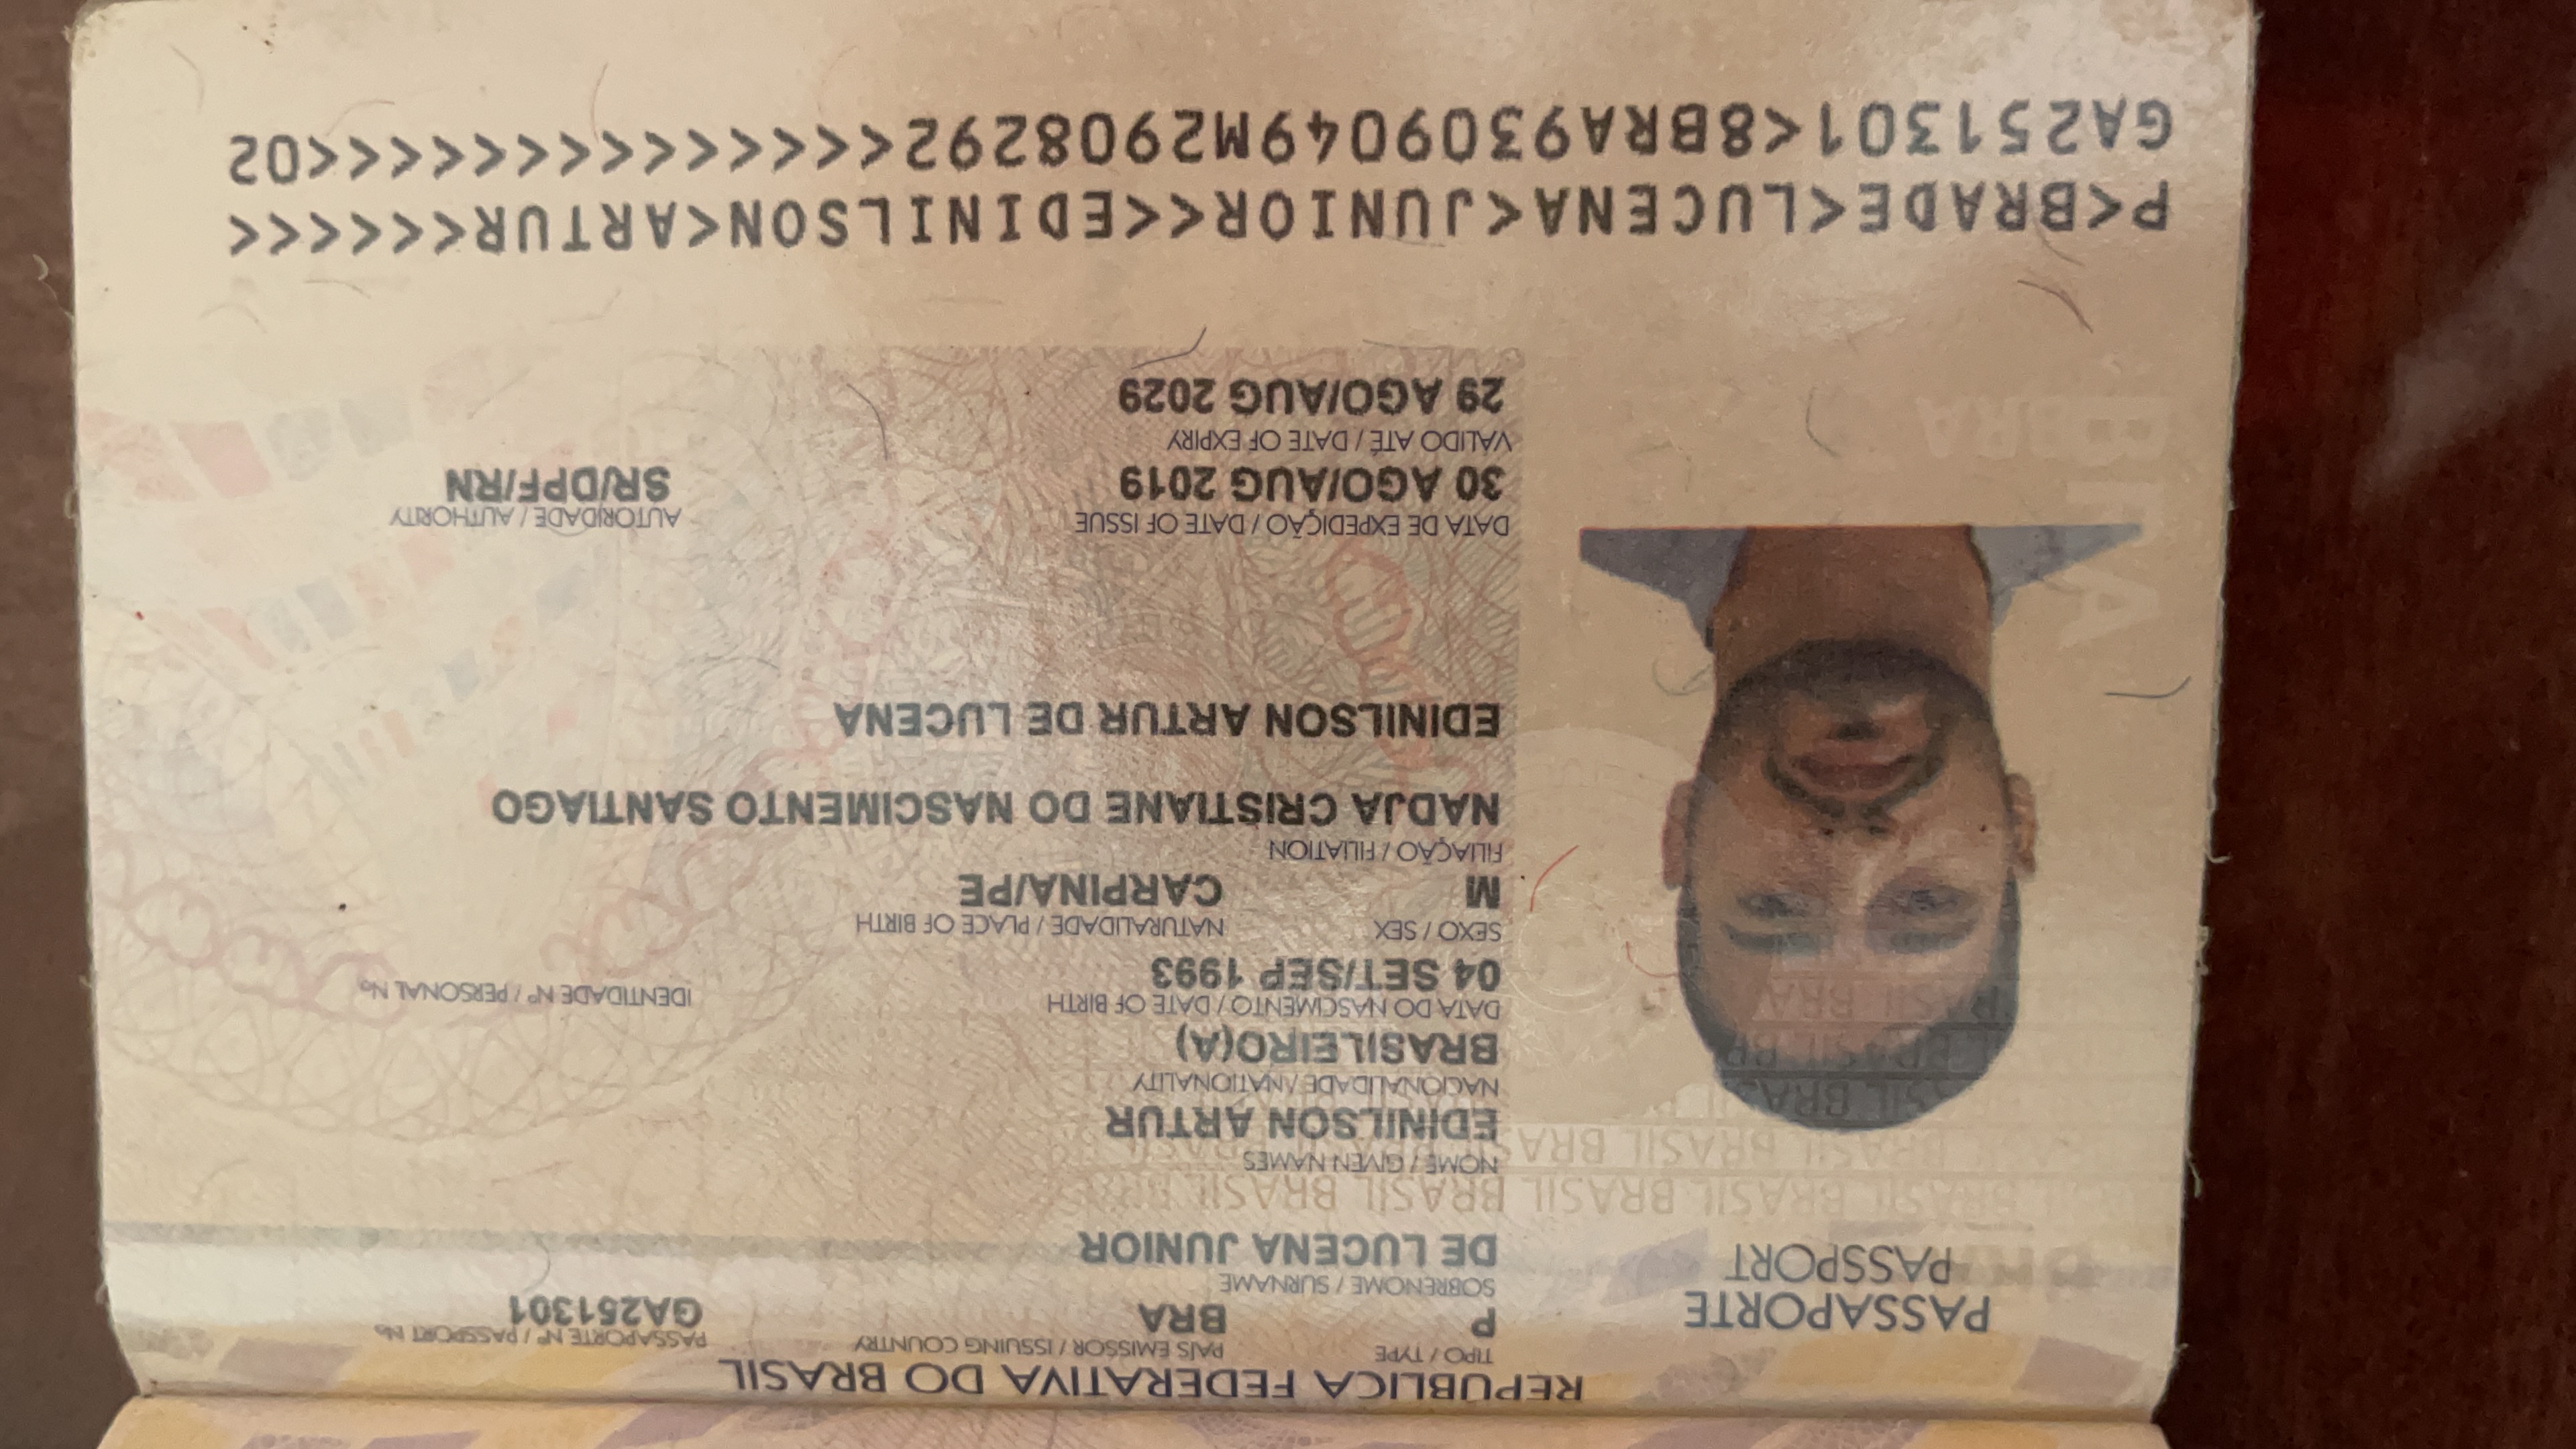 REPÚBLICA FEDERATIVA DO BRASIL
PASSAPORTE
PASSPORT
TIPO / TYPE
P
PAÍS EMISSOR / ISSUING COUNTRY
BRA
PASSAPORTE Nº / PASSPORT No
GA251301
SOBRENOME / SURNAME
DE LUCENA JUNIOR
NOME / GIVEN NAMES
EDINILSON ARTUR
NACIONALIDADE / NATIONALITY
BRASILEIRO(A)
DATA DO NASCIMENTO / DATE OF BIRTH
04 SET/SEP 1993
IDENTIDADE Nº / PERSONAL No
SEXO / SEX
M
NATURALIDADE / PLACE OF BIRTH
CARPINA/PE
FILIAÇÃO / FILIATION
NADJA CRISTIANE DO NASCIMENTO SANTIAGO
EDINILSON ARTUR DE LUCENA
DATA DE EXPEDIÇÃO / DATE OF ISSUE
30 AGO/AUG 2019
AUTORIDADE / AUTHORITY
SR/DPF/RN
VÁLIDO ATÉ / DATE OF EXPIRY
29 AGO/AUG 2029
BRA
BRA
P<BRADE<LUCENA<JUNIOR<<EDINILSON<ARTUR<<<<<<
GA251301<8BRA9309049M2908292<<<<<<<<<<<<<<02